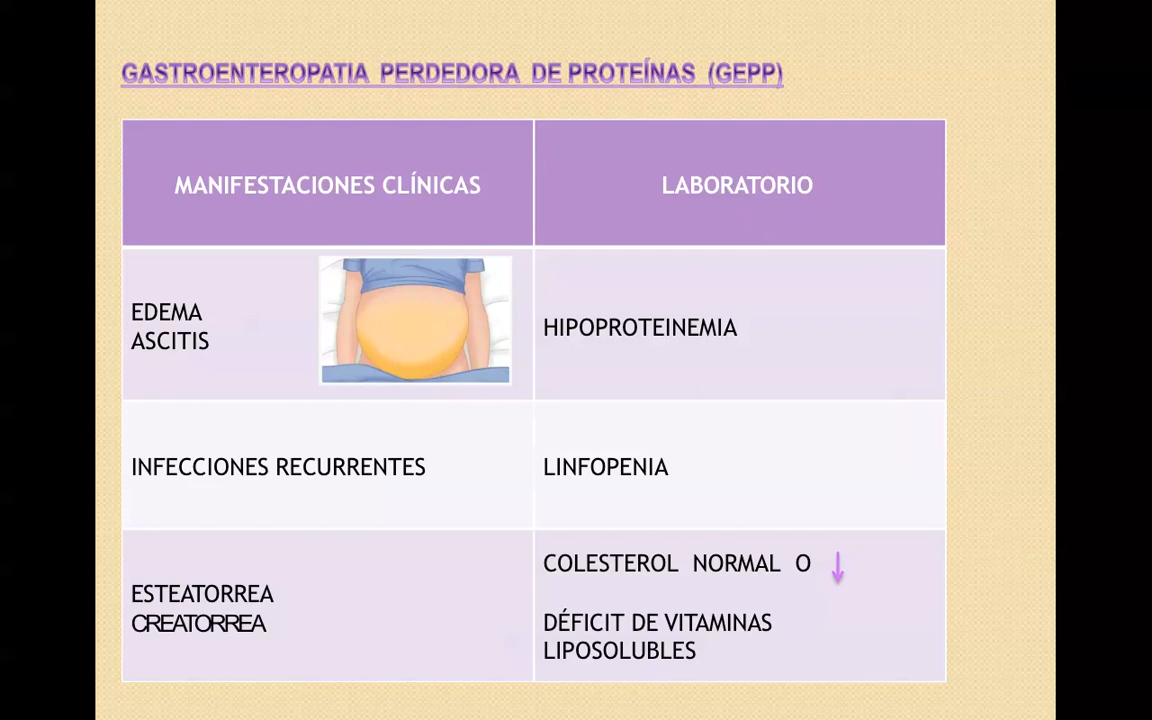 GASTROENTEROPATIA PERDEDORA DE PROTEÍNAS (GEPP)
MANIFESTACIONES CLÍNICAS
LABORATORIO
EDEMA
ASCITIS
HIPOPROTEINEMIA
INFECCIONES RECURRENTES
LINFOPENIA
ESTEATORREA
CREATORREA
COLESTEROL NORMAL O ↓
DÉFICIT DE VITAMINAS
LIPOSOLUBLES